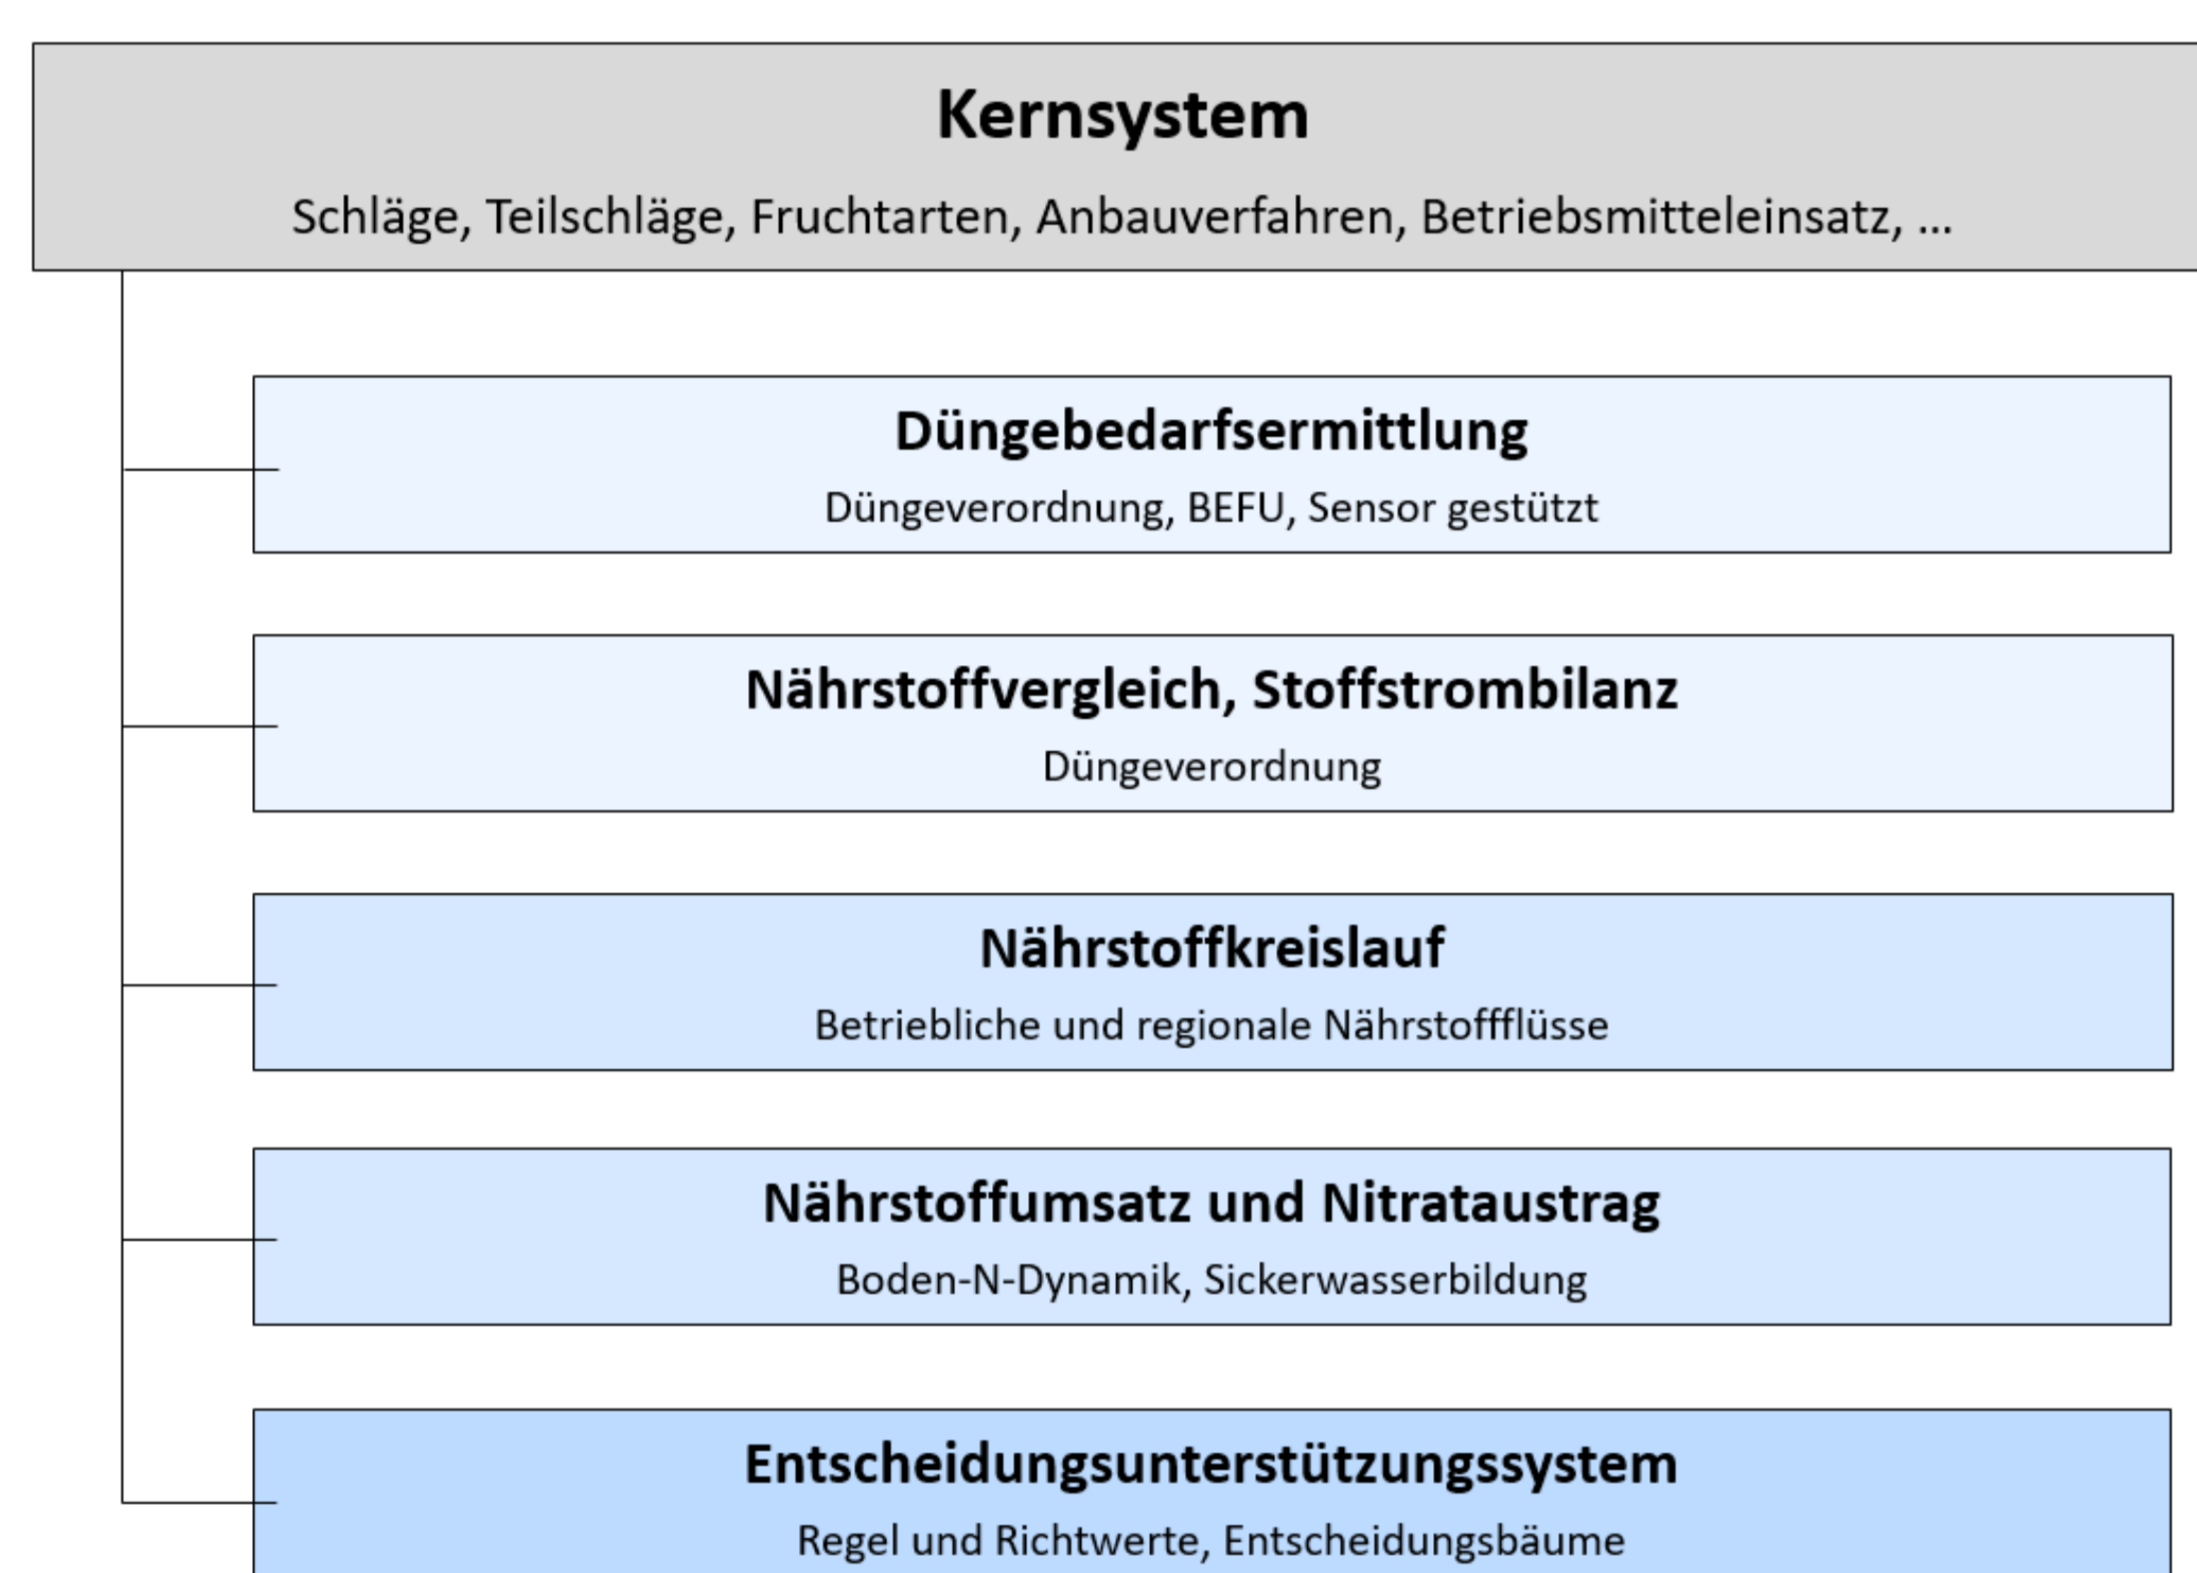 Kernsystem
Schläge, Teilschläge, Fruchtarten, Anbauverfahren, Betriebsmitteleinsatz, ...
Düngebedarfsermittlung
Düngeverordnung, BEFU, Sensor gestützt
Nährstoffvergleich, Stoffstrombilanz
Düngeverordnung
Nährstoffkreislauf
Betriebliche und regionale Nährstoffflüsse
Nährstoffumsatz und Nitrataustrag
Boden-N-Dynamik, Sickerwasserbildung
Entscheidungsunterstützungssystem
Regel und Richtwerte, Entscheidungsbäume